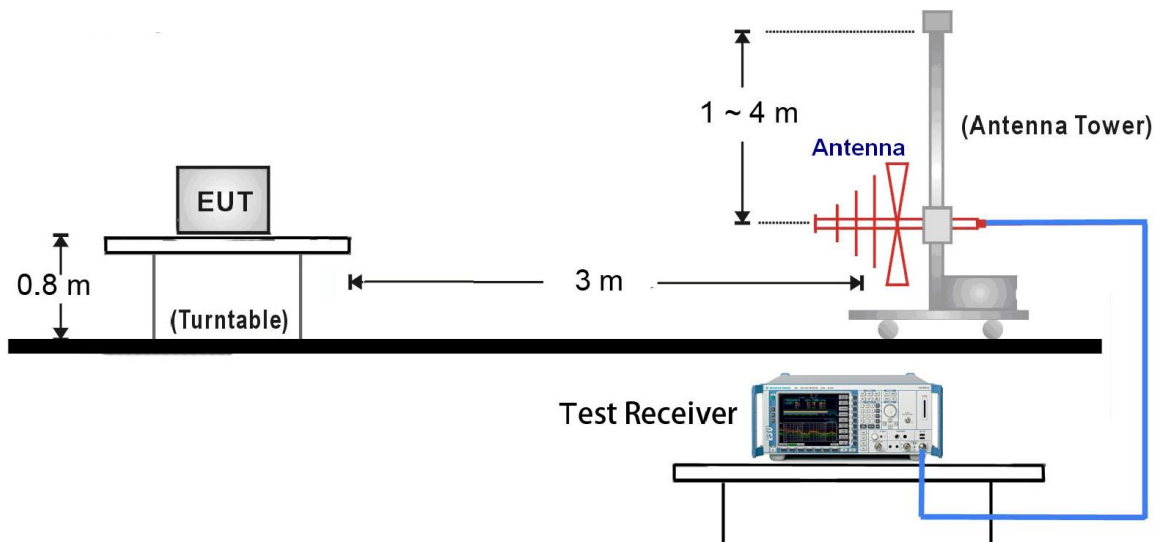 1 ~ 4 m
(Antenna Tower)
Antenna
EUT
0.8 m
3 m
(Turntable)
Test Receiver